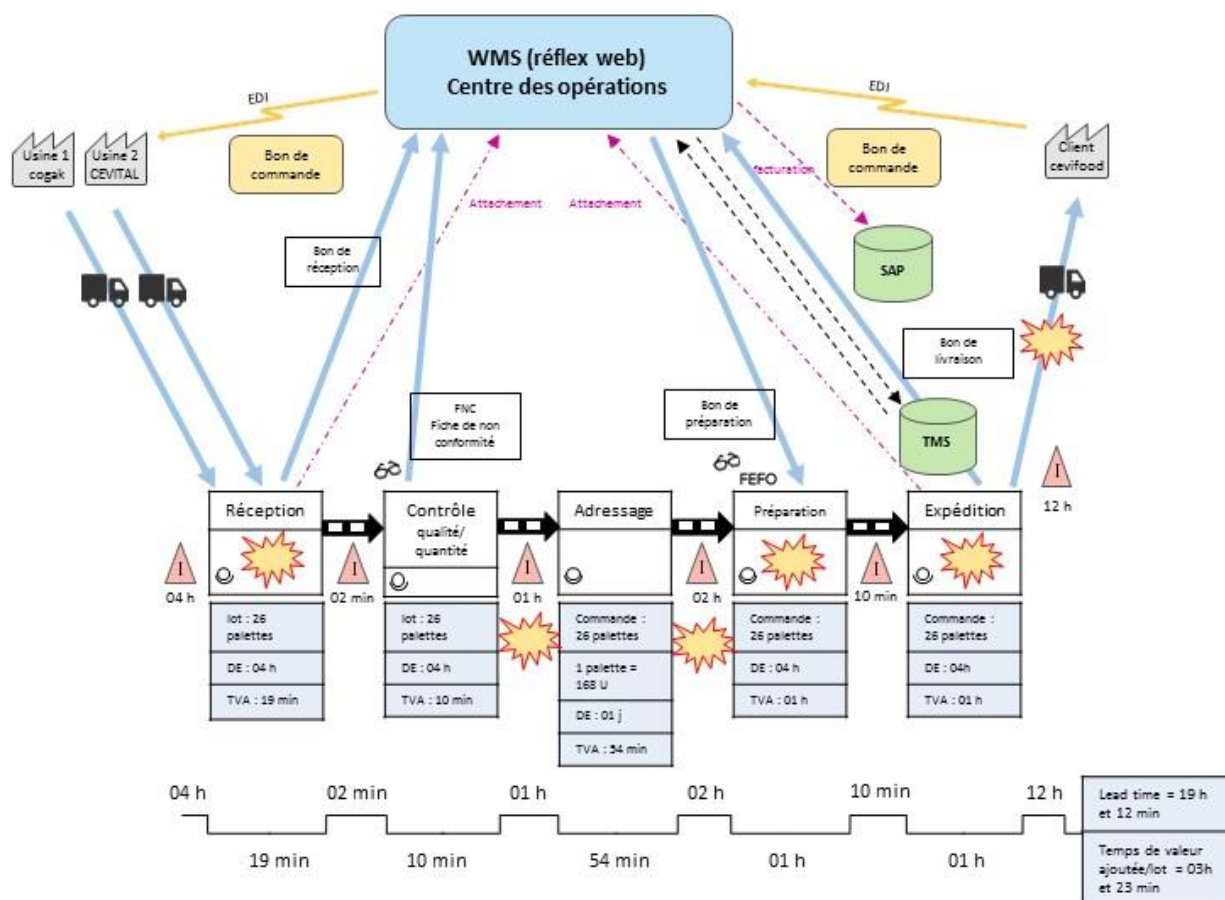 WMS (réflex web)
Centre des opérations
EDI
EDI
Usine 1
cogak
Usine 2
CEVITAL
Bon de
commande
Bon de
commande
Client
cevifood
facturation
Attachement
Attachement
Bon de
réception
SAP
Bon de
livraison
FNC
Fiche de non
conformité
Bon de
préparation
TMS
FEFO
I
12 h
Réception
Contrôle
qualité/
quantité
Adressage
Préparation
Expédition
I
04 h
I
02 min
I
01 h
I
02 h
I
10 min
lot : 26
palettes
DE : 04 h
TVA : 19 min
lot : 26
palettes
DE : 04 h
TVA : 10 min
Commande :
26 palettes
1 palette =
168 U
DE : 01 j
TVA : 54 min
Commande :
26 palettes
DE : 04 h
TVA : 01 h
Commande :
26 palettes
DE : 04h
TVA : 01 h
04 h
02 min
01 h
02 h
10 min
12 h
19 min
10 min
54 min
01 h
01 h
Lead time = 19 h
et 12 min
Temps de valeur
ajoutée/lot = 03h
et 23 min